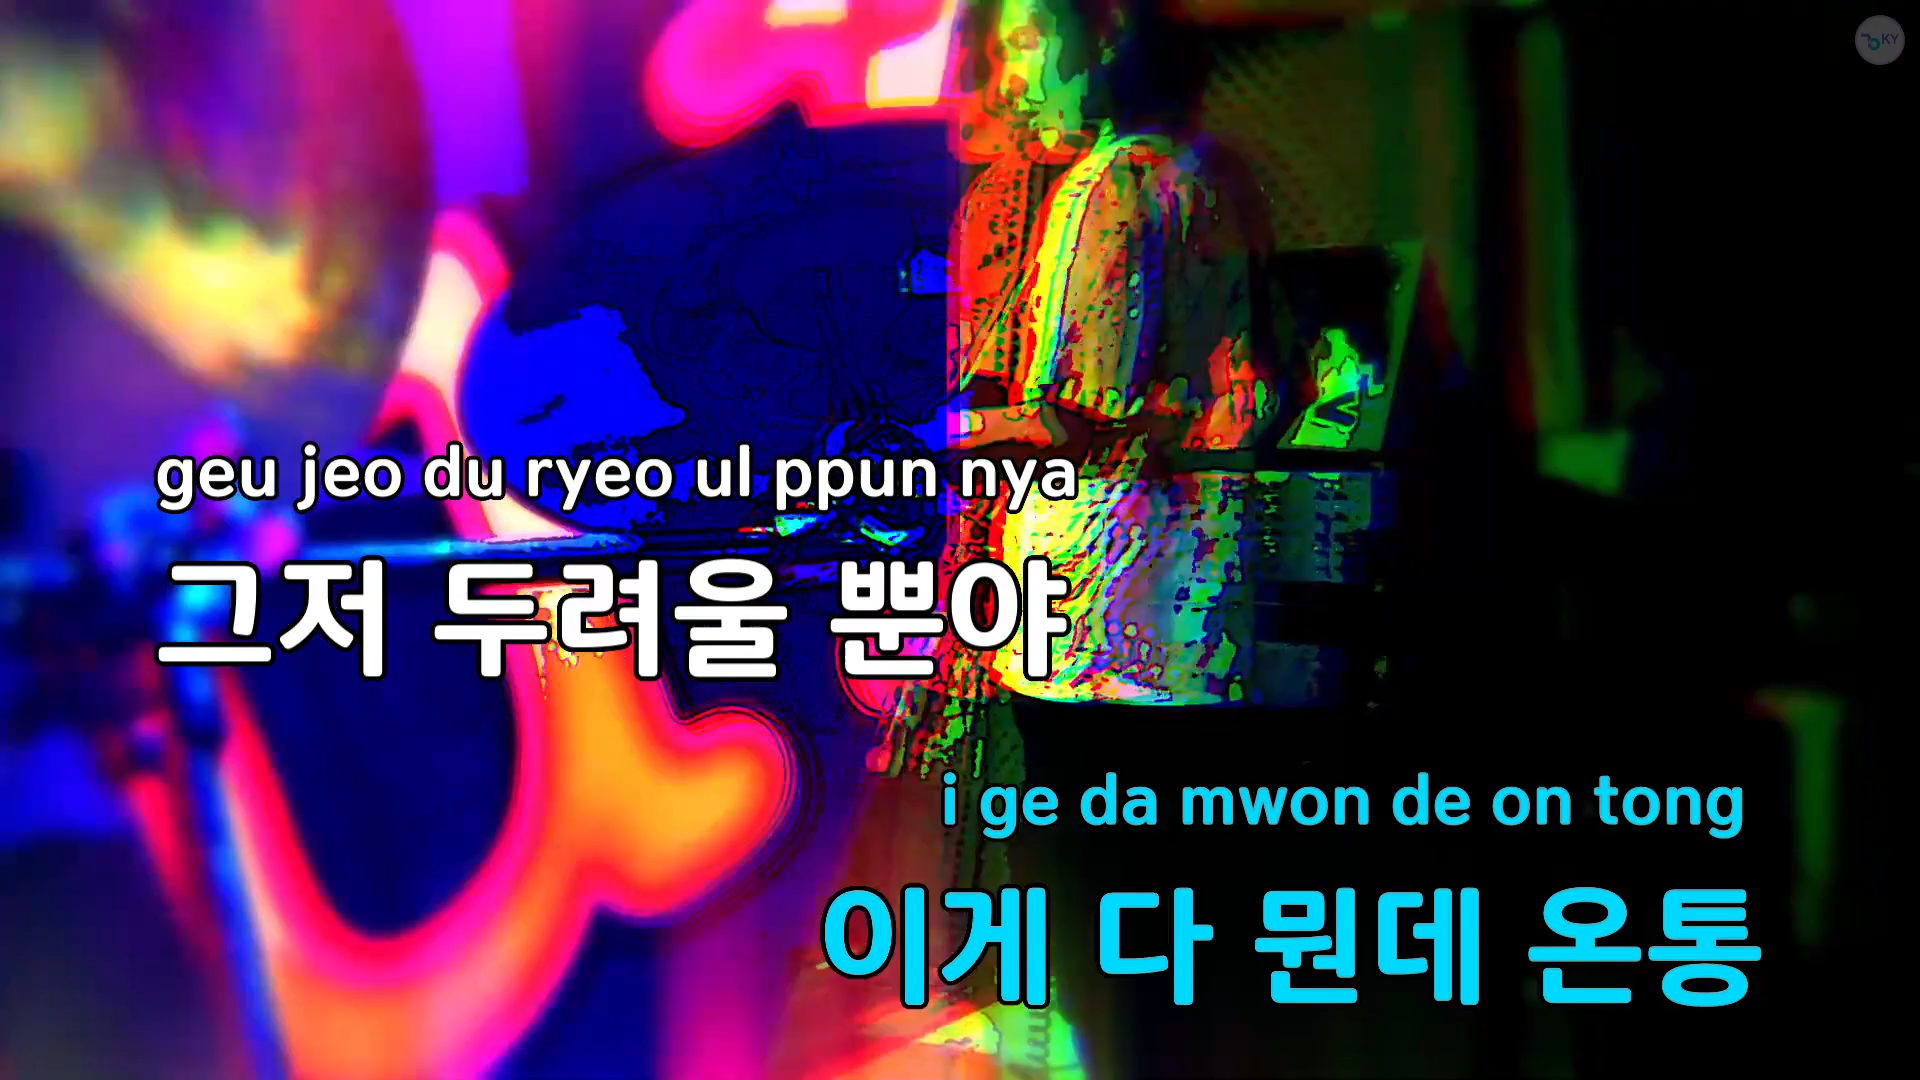 KY
geu jeo du ryeo ul ppun nya
그저 두려울 뿐야
i ge da mwon de on tong
이게 다 뭔데 온통